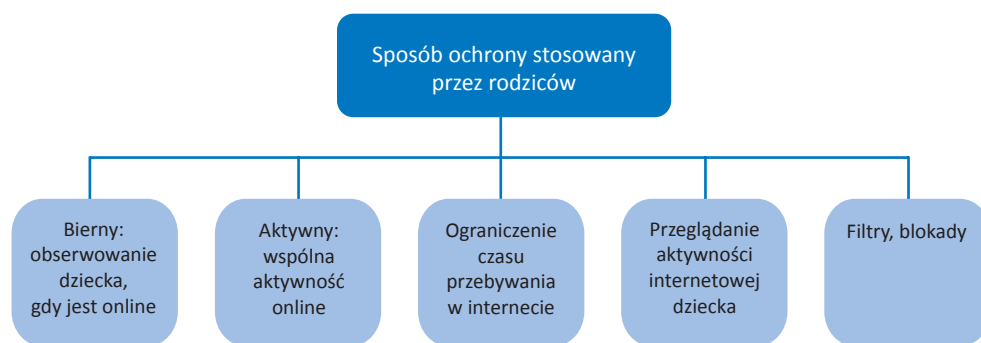 Sposób ochrony stosowany
przez rodziców
Bierny:
obserwowanie
dziecka,
gdy jest online
Aktywny:
wspólna
aktywność
online
Ograniczenie
czasu
przebywania
w internecie
Przeglądanie
aktywności
internetowej
dziecka
Filtry, blokady